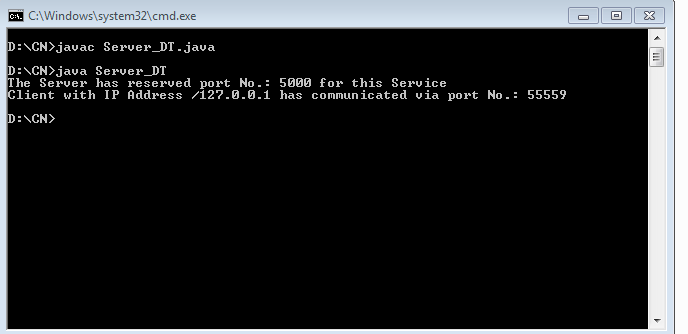 C:\Windows\system32\cmd.exe
D:\CN>javac Server_DT.java
D:\CN>java Server_DT
The Server has reserved port No.: 5000 for this Service
Client with IP Address /127.0.0.1 has communicated via port No.: 55559
D:\CN>